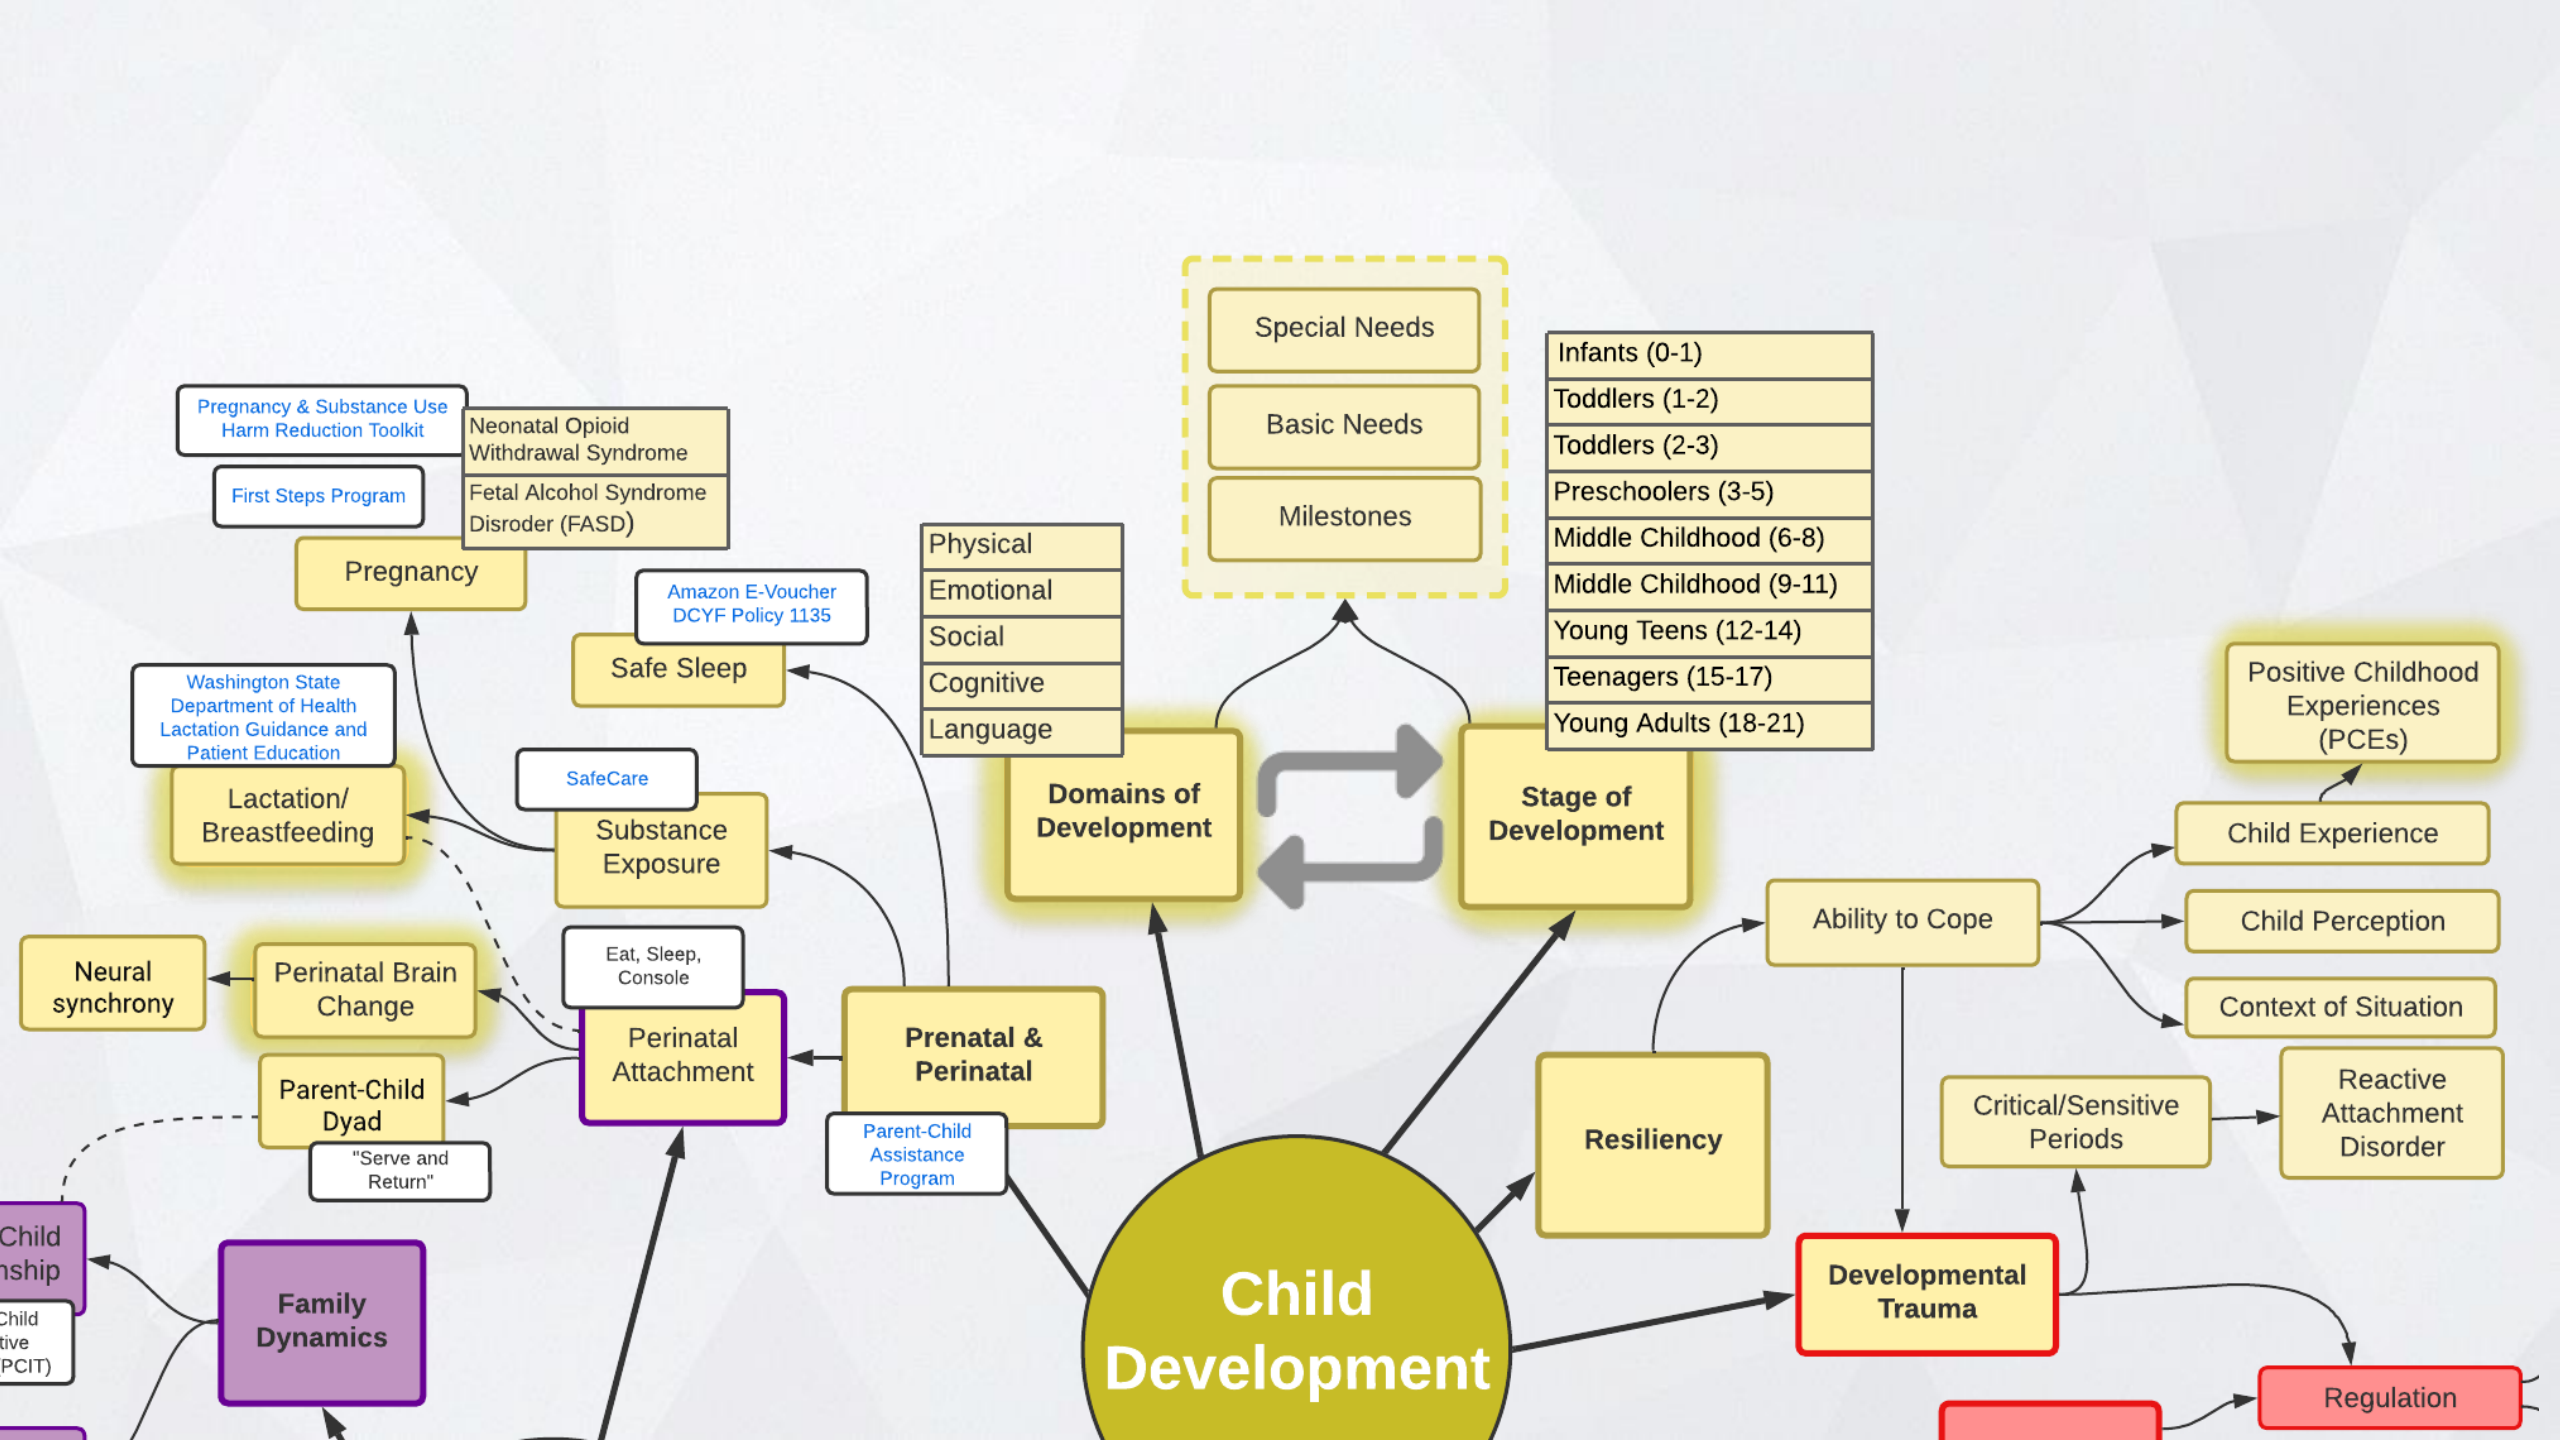 Special Needs
Basic Needs
Milestones
Infants (0-1)
Toddlers (1-2)
Toddlers (2-3)
Preschoolers (3-5)
Middle Childhood (6-8)
Middle Childhood (9-11)
Young Teens (12-14)
Teenagers (15-17)
Young Adults (18-21)
Pregnancy & Substance Use
Harm Reduction Toolkit
First Steps Program
Neonatal Opioid
Withdrawal Syndrome
Fetal Alcohol Syndrome
Disroder (FASD)
Pregnancy
Amazon E-Voucher
DCYF Policy 1135
Safe Sleep
Physical
Emotional
Social
Cognitive
Language
Washington State
Department of Health
Lactation Guidance and
Patient Education
Lactation/
Breastfeeding
SafeCare
Substance
Exposure
Domains of
Development
Stage of
Development
Positive Childhood
Experiences
(PCEs)
Child Experience
Ability to Cope
Child Perception
Context of Situation
Neural
synchrony
Perinatal Brain
Change
Eat, Sleep,
Console
Perinatal
Attachment
Prenatal &
Perinatal
Parent-Child
Assistance
Program
Parent-Child
Dyad
"Serve and
Return"
Resiliency
Critical/Sensitive
Periods
Reactive
Attachment
Disorder
Child
nship
Child
tive
(PCIT)
Family
Dynamics
Child
Development
Developmental
Trauma
Regulation